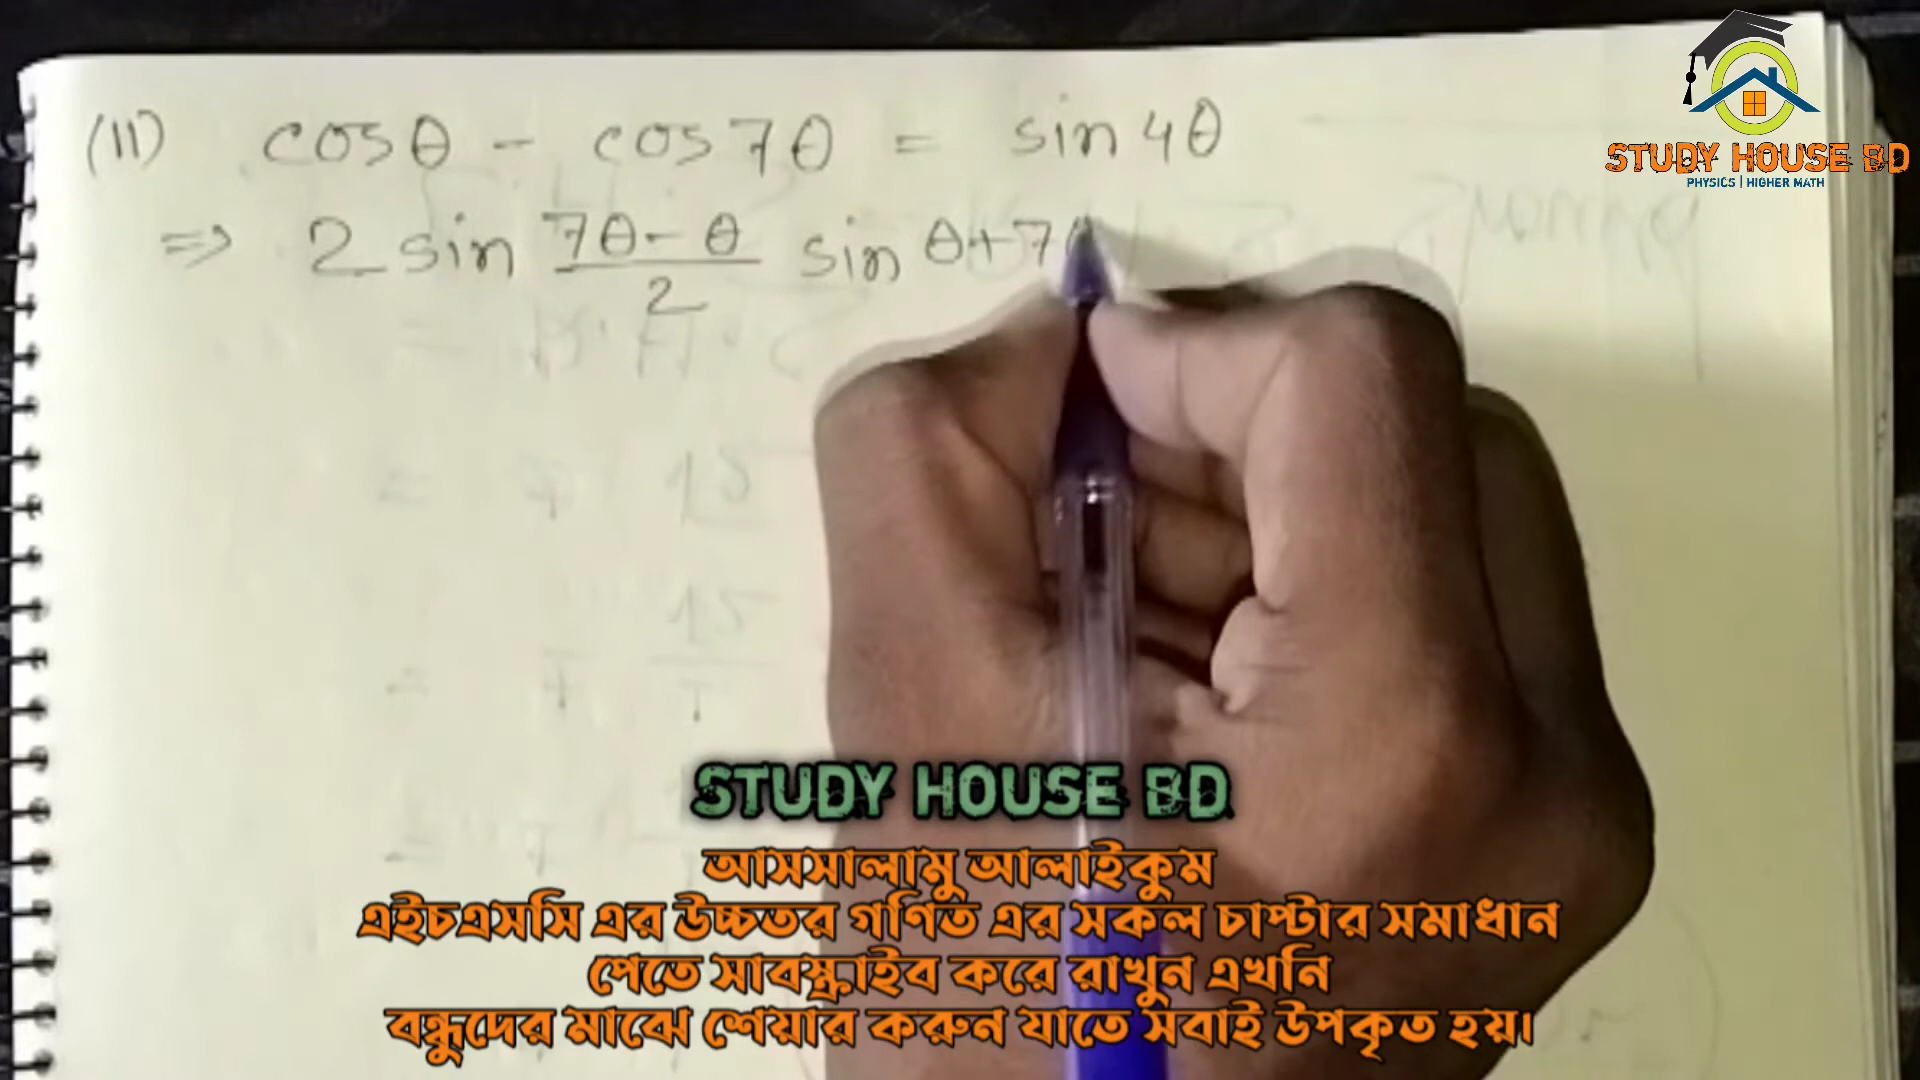 (11) cosθ - cos7θ = sin4θ
⇒ 2 sin (7θ-θ)/2 sin θ+7θ
STUDY HOUSE BD
PHYSICS | HIGHER MATH
STUDY HOUSE BD
আসসালামু আলাইকুম
এইচএসসি এর উচ্চতর গণিত এর সকল চাপ্টার সমাধান
পেতে সাবস্ক্রাইব করে রাখুন এখনি
বন্ধুদের মাঝে শেয়ার করুন যাতে সবাই উপকৃত হয়।